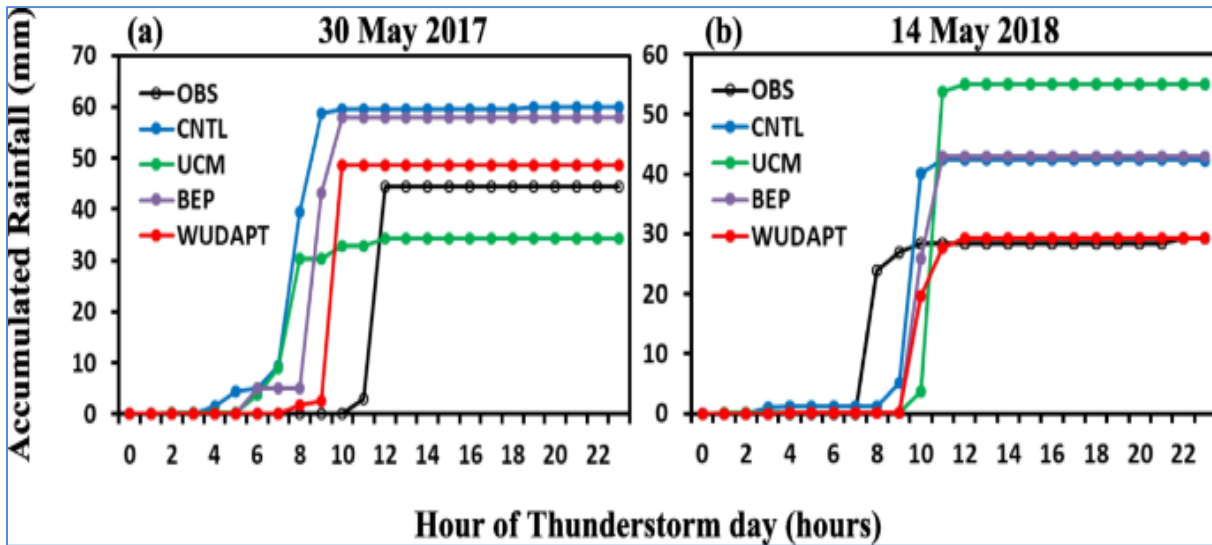 (a) 30 May 2017
Accumulated Rainfall (mm)
70
60
50
40
30
20
10
0
OBS
CNTL
UCM
BEP
WUDAPT
0 2 4 6 8 10 12 14 16 18 20 22
(b) 14 May 2018
60
50
40
30
20
10
0
OBS
CNTL
UCM
BEP
WUDAPT
0 2 4 6 8 10 12 14 16 18 20 22
Hour of Thunderstorm day (hours)